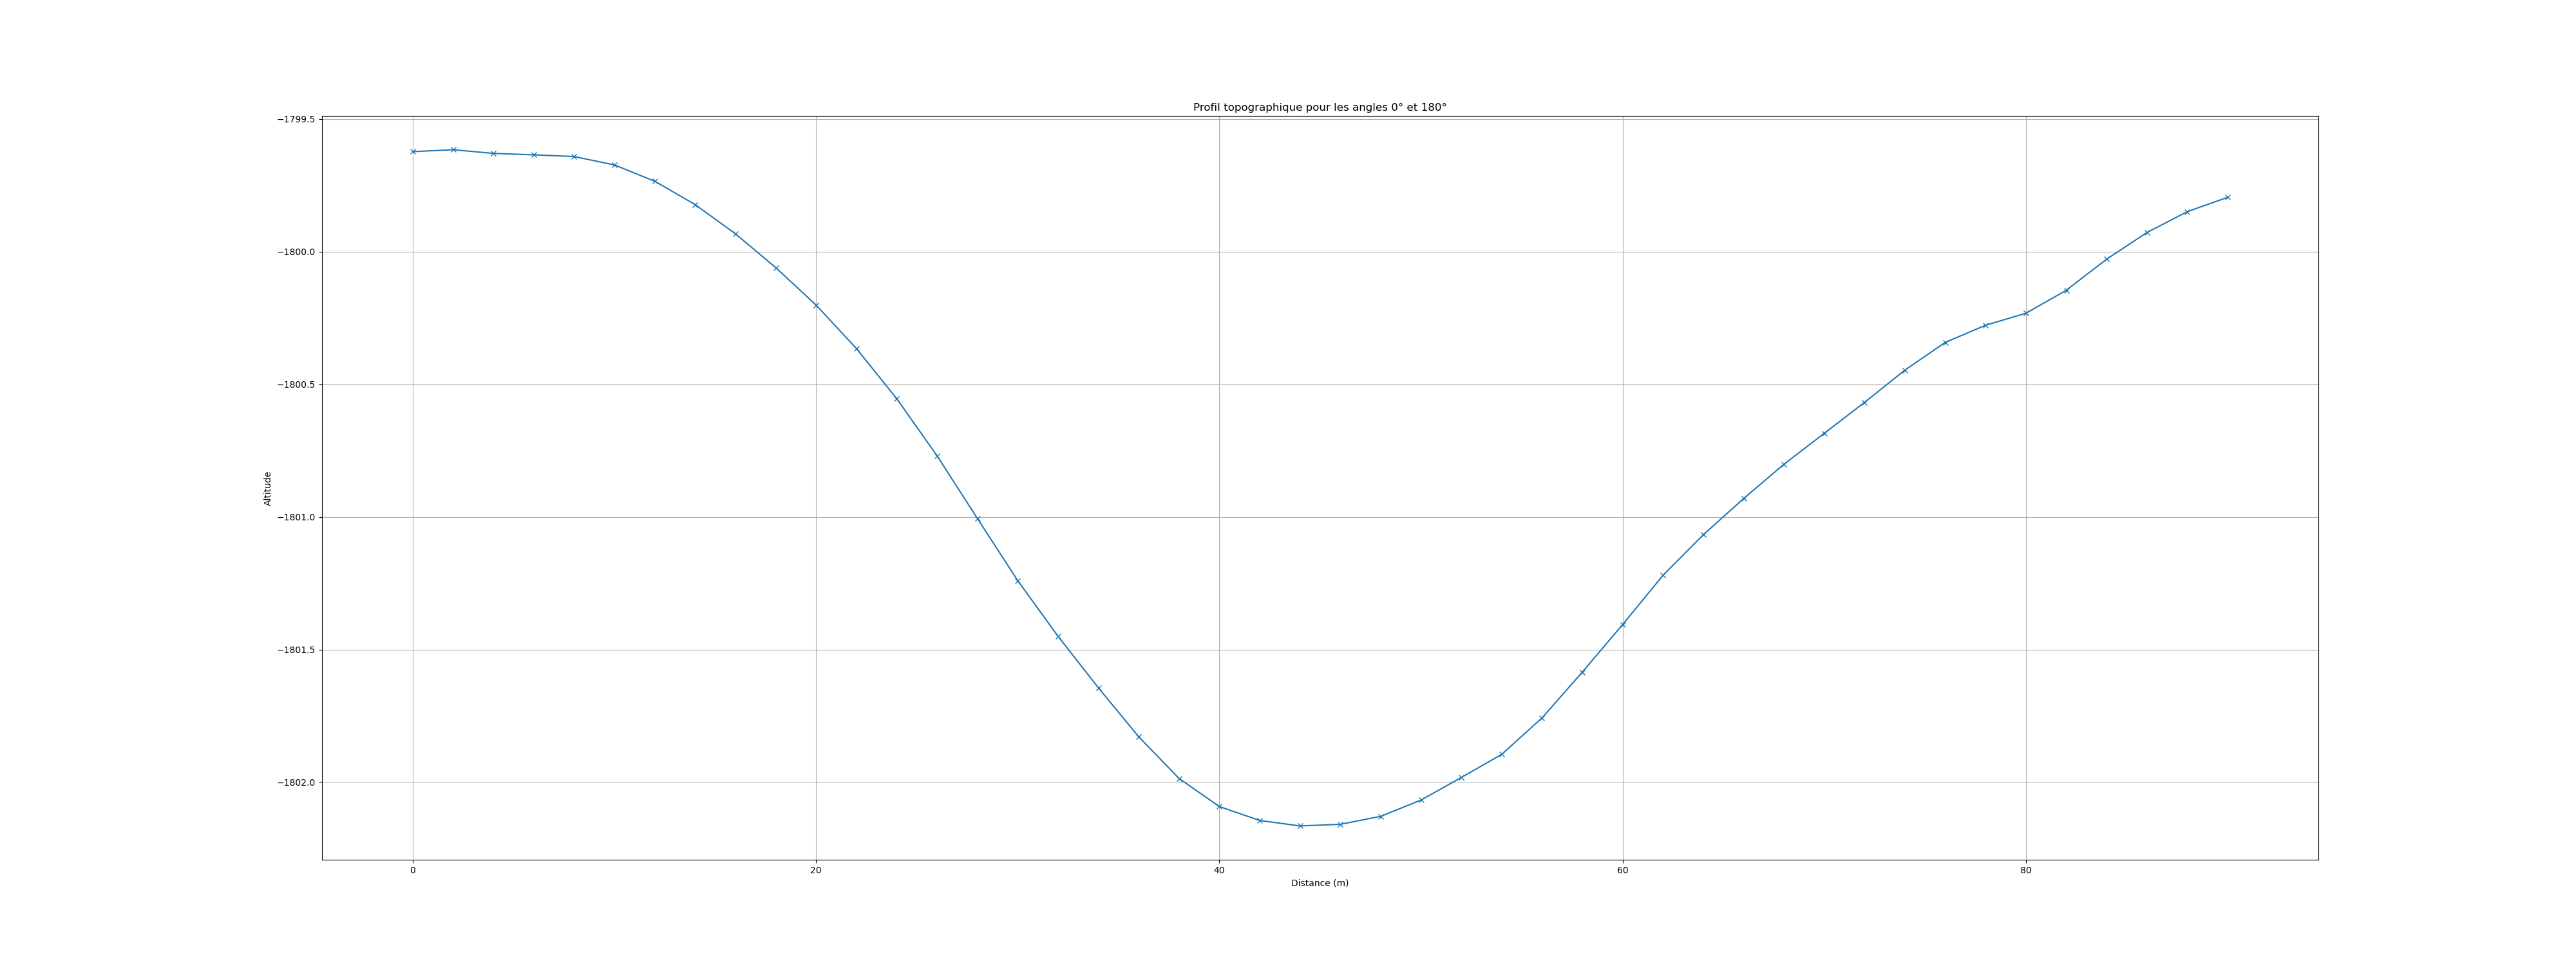 Profil topographique pour les angles 0° et 180°
−1799.5
−1800.0
−1800.5
−1801.0
−1801.5
−1802.0
Altitude
0 20 40 60 80
Distance (m)